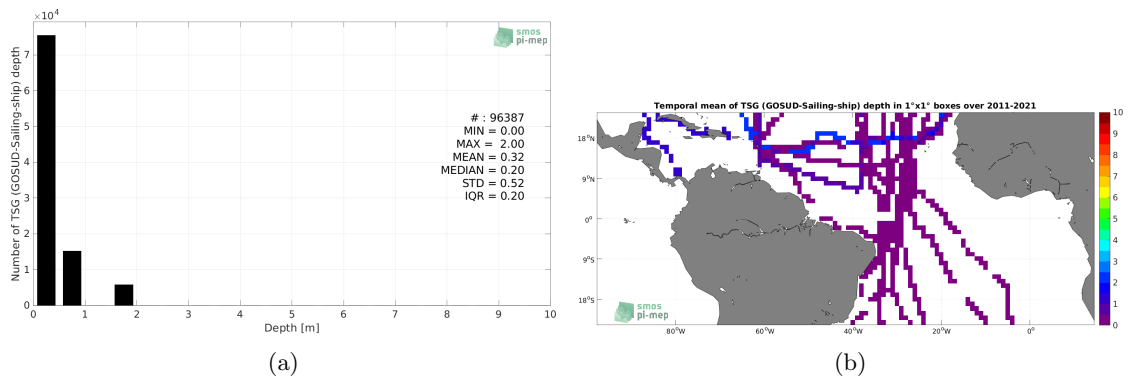 ×10⁴
smos
pi-mep
7
6
5
4
3
2
1
0
Number of TSG (GOSUD-Sailing-ship) depth
# : 96387
MIN = 0.00
MAX = 2.00
MEAN = 0.32
MEDIAN = 0.20
STD = 0.52
IQR = 0.20
0 1 2 3 4 5 6 7 8 9 10
Depth [m]
(a)
Temporal mean of TSG (GOSUD-Sailing-ship) depth in 1°x1° boxes over 2011-2021
18°N
9°N
0°
9°S
18°S
80°W 60°W 40°W 20°W 0°
smos
pi-mep
10
9
8
7
6
5
4
3
2
1
0
(b)